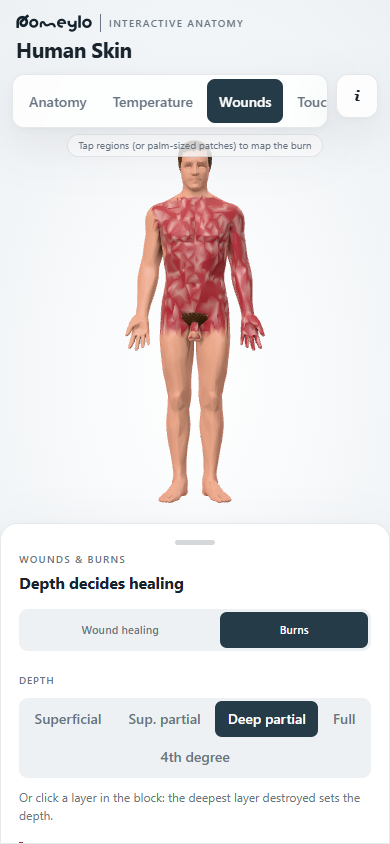 Domeylo INTERACTIVE ANATOMY
Human Skin
Anatomy Temperature Wounds Touc i
Tap regions (or palm-sized patches) to map the burn
WOUNDS & BURNS
Depth decides healing
Wound healing Burns
DEPTH
Superficial Sup. partial Deep partial Full
4th degree
Or click a layer in the block: the deepest layer destroyed sets the
depth.